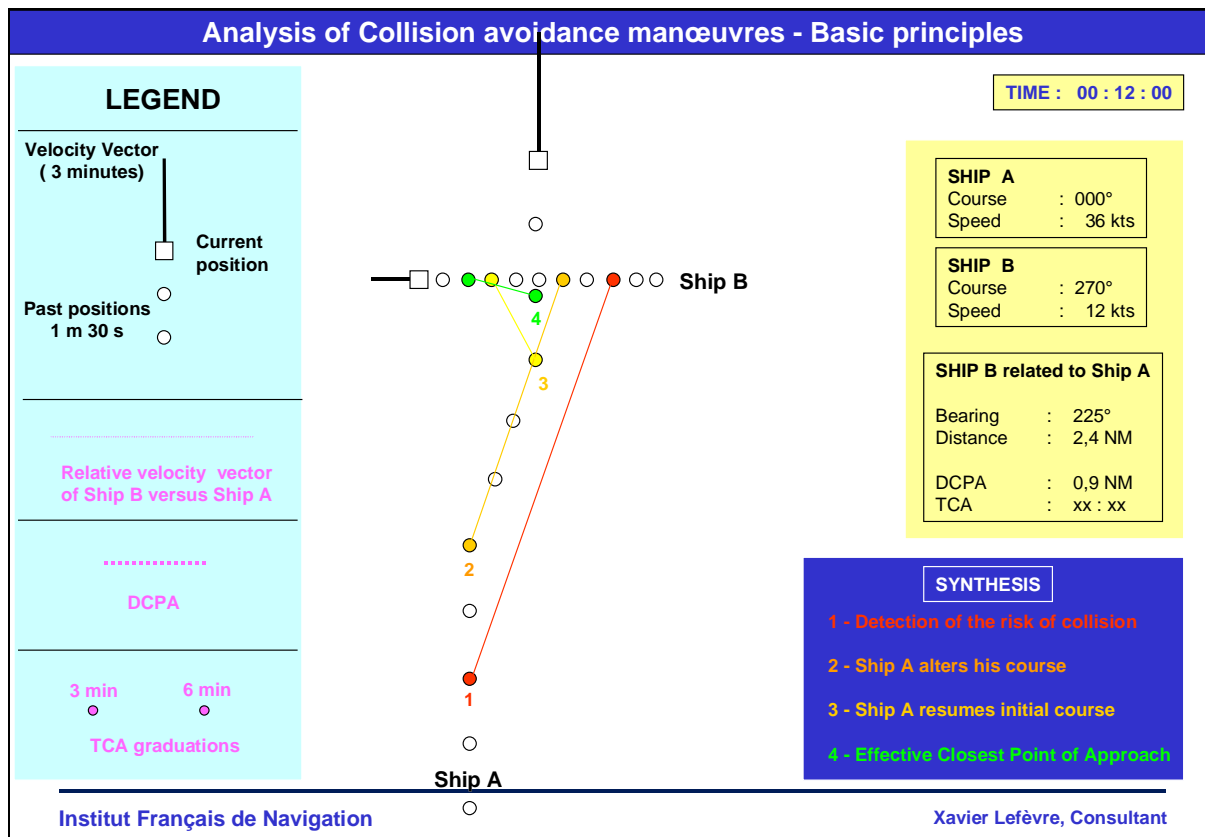 Analysis of Collision avoidance manœuvres - Basic principles
LEGEND
Velocity Vector
( 3 minutes)
Current
position
Past positions
1 m 30 s
Relative velocity vector
of Ship B versus Ship A
DCPA
3 min 6 min
TCA graduations
Ship B
4
3
2
1
Ship A
TIME : 00 : 12 : 00
SHIP A
Course : 000°
Speed : 36 kts
SHIP B
Course : 270°
Speed : 12 kts
SHIP B related to Ship A
Bearing : 225°
Distance : 2,4 NM
DCPA : 0,9 NM
TCA : xx : xx
SYNTHESIS
1 - Detection of the risk of collision
2 - Ship A alters his course
3 - Ship A resumes initial course
4 - Effective Closest Point of Approach
Institut Français de Navigation
Xavier Lefèvre, Consultant